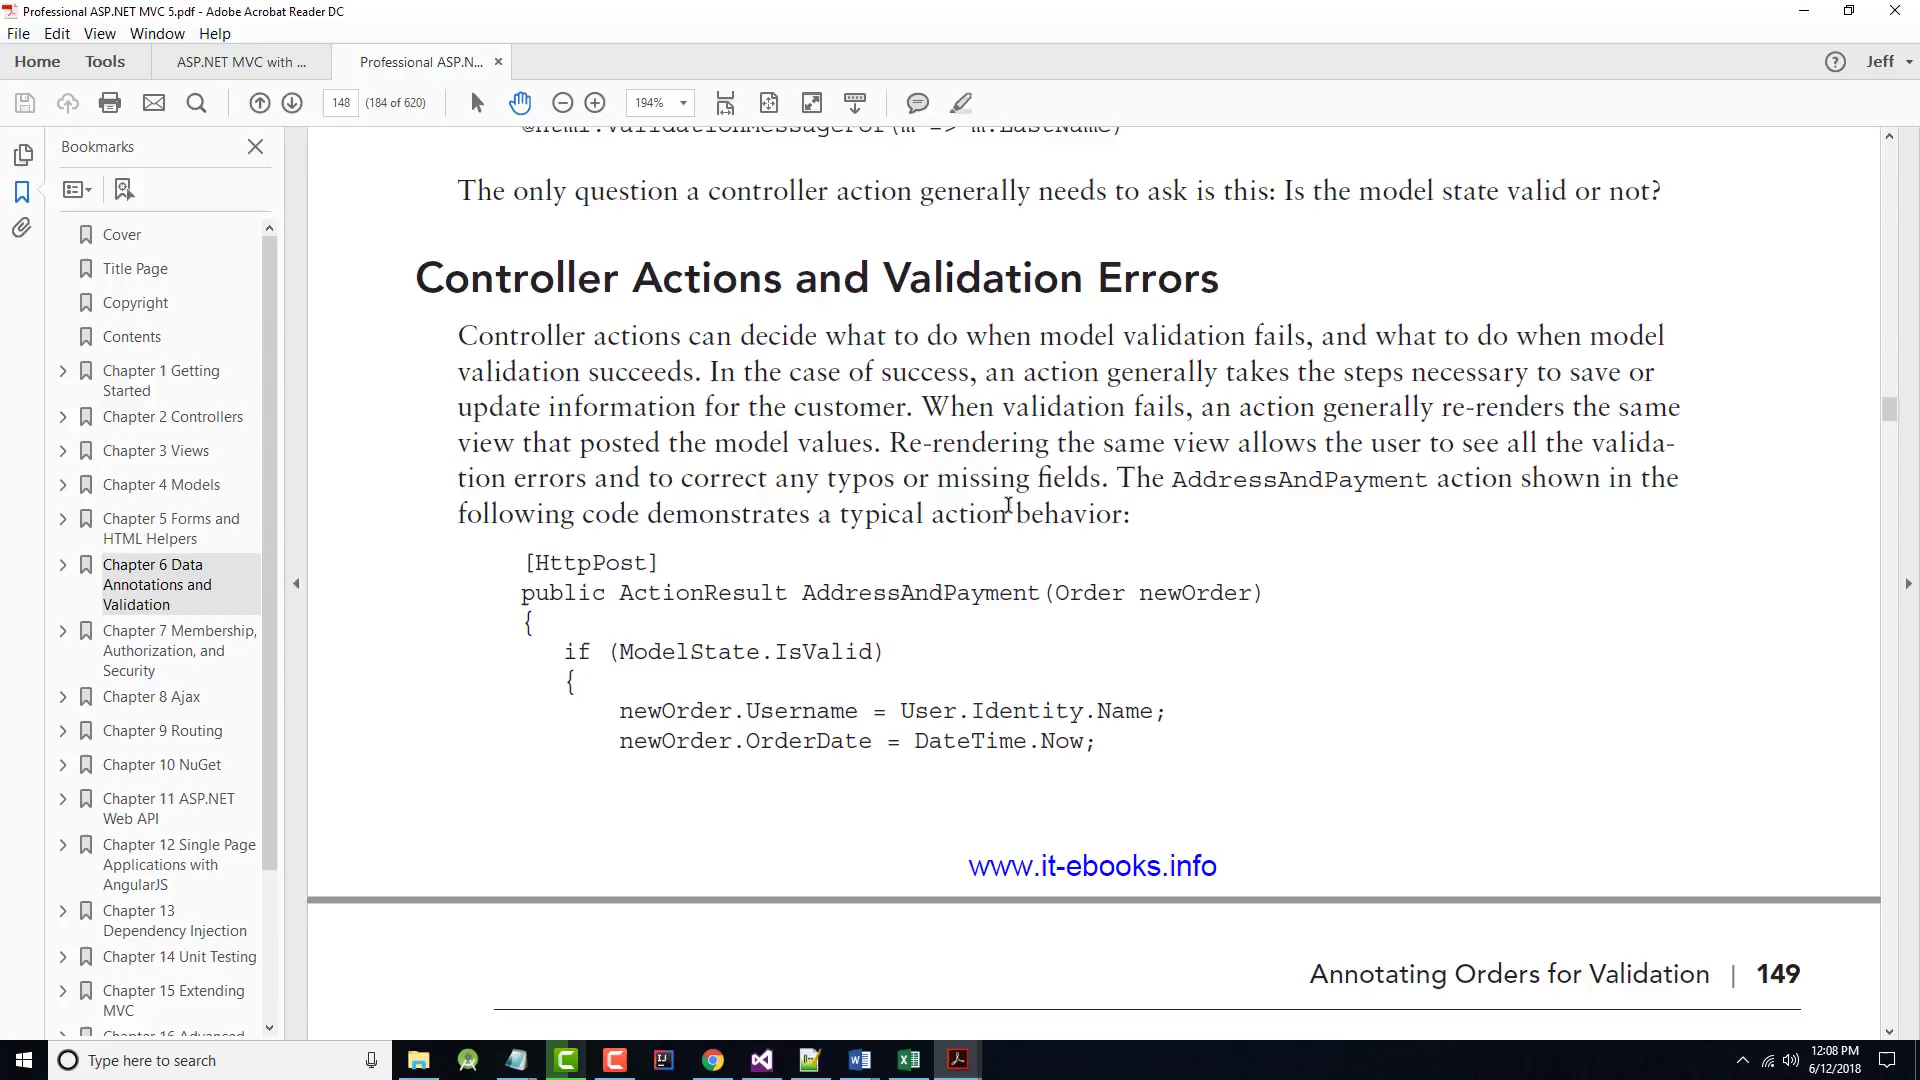 Professional ASP.NET MVC 5.pdf - Adobe Acrobat Reader DC
File Edit View Window Help
Home Tools ASP.NET MVC with ... Professional ASP.N... Jeff
148 (184 of 620) 194%
Bookmarks
Cover
Title Page
Copyright
Contents
Chapter 1 Getting
Started
Chapter 2 Controllers
Chapter 3 Views
Chapter 4 Models
Chapter 5 Forms and
HTML Helpers
Chapter 6 Data
Annotations and
Validation
Chapter 7 Membership,
Authorization, and
Security
Chapter 8 Ajax
Chapter 9 Routing
Chapter 10 NuGet
Chapter 11 ASP.NET
Web API
Chapter 12 Single Page
Applications with
AngularJS
Chapter 13
Dependency Injection
Chapter 14 Unit Testing
Chapter 15 Extending
MVC
Chapter 16 Advanced
@Html.ValidationMessageFor(m => m.LastName)
The only question a controller action generally needs to ask is this: Is the model state valid or not?
Controller Actions and Validation Errors
Controller actions can decide what to do when model validation fails, and what to do when model
validation succeeds. In the case of success, an action generally takes the steps necessary to save or
update information for the customer. When validation fails, an action generally re-renders the same
view that posted the model values. Re-rendering the same view allows the user to see all the valida-
tion errors and to correct any typos or missing fields. The AddressAndPayment action shown in the
following code demonstrates a typical action behavior:
[HttpPost]
public ActionResult AddressAndPayment(Order newOrder)
{
if (ModelState.IsValid)
{
newOrder.Username = User.Identity.Name;
newOrder.OrderDate = DateTime.Now;
www.it-ebooks.info
Annotating Orders for Validation | 149
Type here to search
12:08 PM
6/12/2018